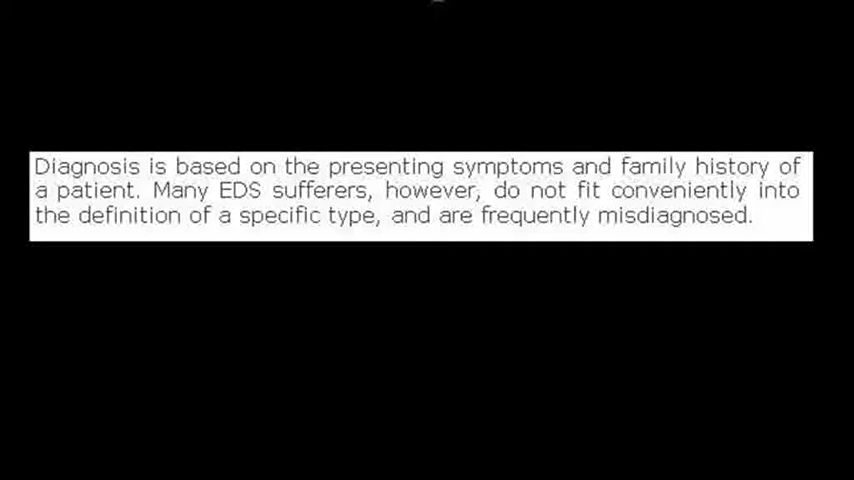 Diagnosis is based on the presenting symptoms and family history of
a patient. Many EDS sufferers, however, do not fit conveniently into
the definition of a specific type, and are frequently misdiagnosed.